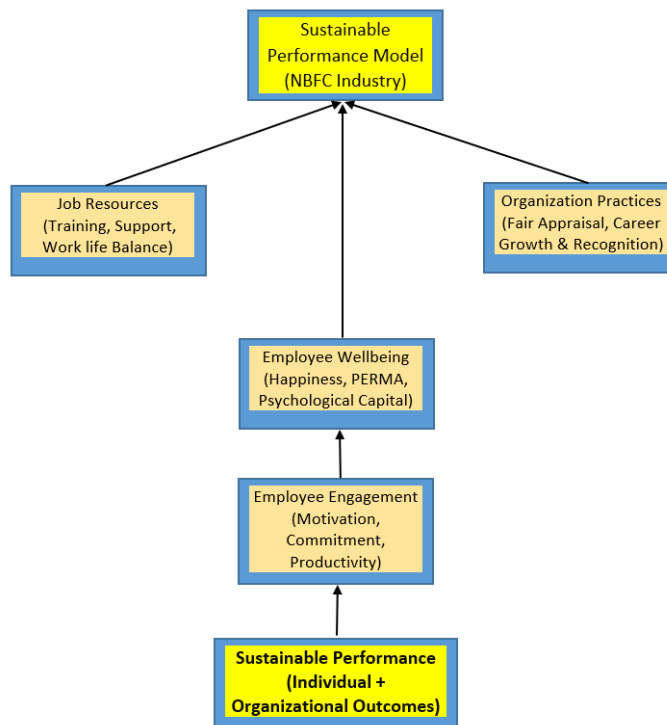 Sustainable
Performance Model
(NBFC Industry)
Job Resources
(Training, Support,
Work life Balance)
Organization Practices
(Fair Appraisal, Career
Growth & Recognition)
Employee Wellbeing
(Happiness, PERMA,
Psychological Capital)
Employee Engagement
(Motivation,
Commitment,
Productivity)
Sustainable Performance
(Individual +
Organizational Outcomes)